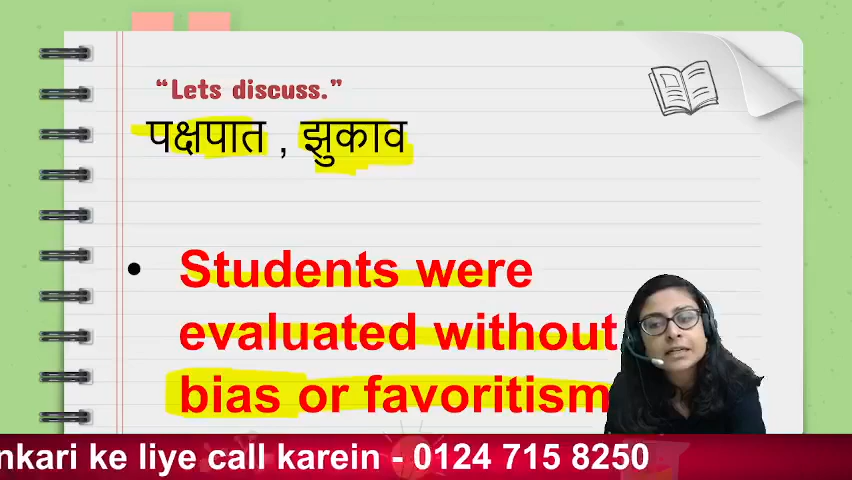 “Lets discuss.”
पक्षपात , झुकाव
• Students were
evaluated without
bias or favoritism
nkari ke liye call karein - 0124 715 8250